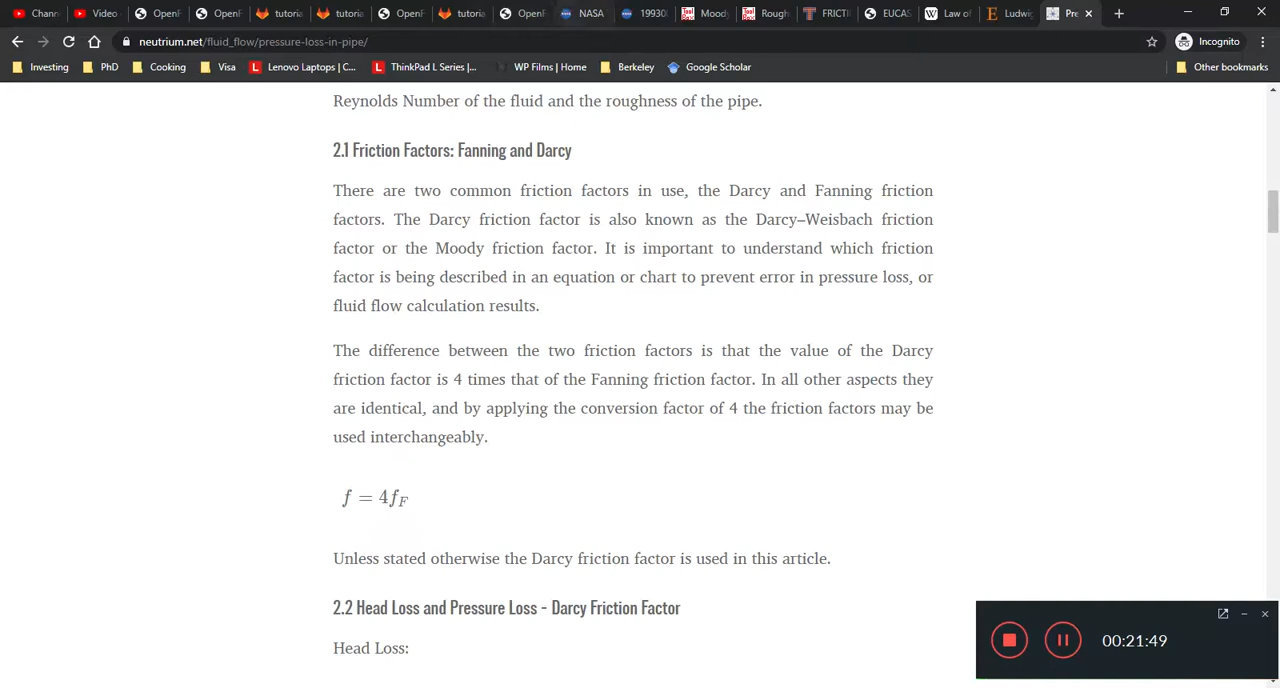 Chann Video OpenF OpenF tutoria tutoria OpenF tutoria OpenF NASA 19930 Moody Rough FRICTI EUCAS Law of Ludwi Pre
Incognito
neutrium.net/fluid_flow/pressure-loss-in-pipe/
Investing PhD Cooking Visa Lenovo Laptops | C... ThinkPad L Series |... WP Films | Home Berkeley Google Scholar Other bookmarks
Reynolds Number of the fluid and the roughness of the pipe.
2.1 Friction Factors: Fanning and Darcy
There are two common friction factors in use, the Darcy and Fanning friction
factors. The Darcy friction factor is also known as the Darcy–Weisbach friction
factor or the Moody friction factor. It is important to understand which friction
factor is being described in an equation or chart to prevent error in pressure loss, or
fluid flow calculation results.
The difference between the two friction factors is that the value of the Darcy
friction factor is 4 times that of the Fanning friction factor. In all other aspects they
are identical, and by applying the conversion factor of 4 the friction factors may be
used interchangeably.
f = 4f_F
Unless stated otherwise the Darcy friction factor is used in this article.
2.2 Head Loss and Pressure Loss - Darcy Friction Factor
Head Loss:
00:21:49